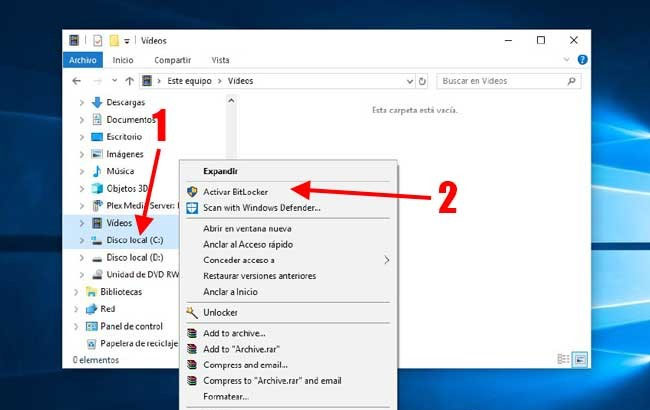 Vídeos
Archivo
Inicio
Compartir
Vista
Este equipo
Vídeos
Buscar en Vídeos
Descargas
Documentos
Escritorio
Imágenes
Música
Objetos 3D
Plex Media Server:
Vídeos
Disco local (C:)
Disco local (D:)
Unidad de DVD RW
Bibliotecas
Red
Panel de control
Papelera de reciclaje
0 elementos
Esta carpeta está vacía.
1
2
Expandir
Activar BitLocker
Scan with Windows Defender...
Abrir en ventana nueva
Anclar al Acceso rápido
Conceder acceso a
Restaurar versiones anteriores
Anclar a Inicio
Unlocker
Add to archive...
Add to "Archive.rar"
Compress and email...
Compress to "Archive.rar" and email
Formatear...